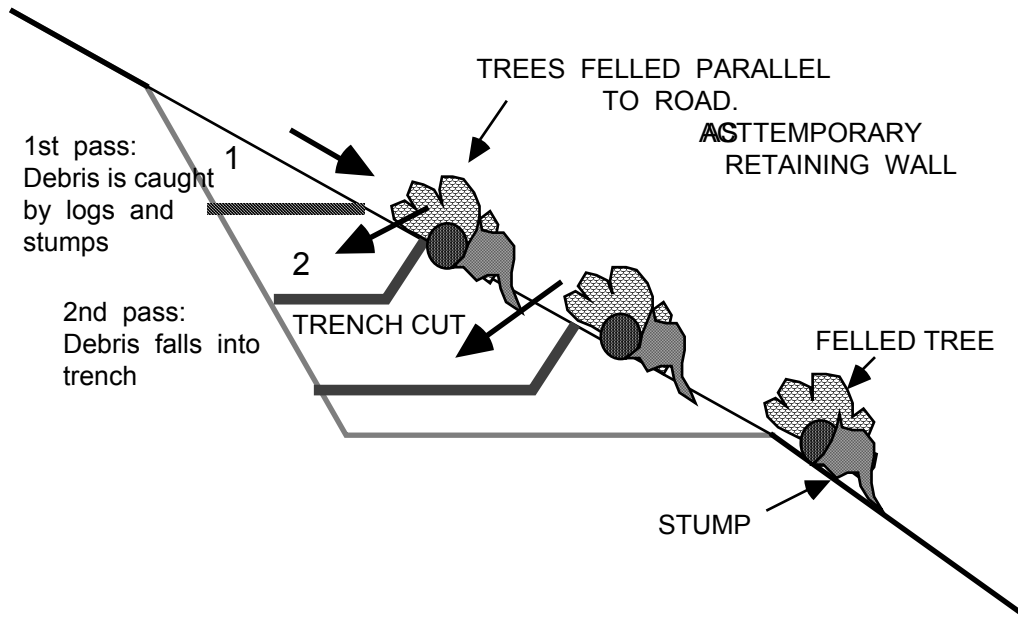 TREES FELLED PARALLEL
TO ROAD.
TEMPORARY
RETAINING WALL
1st pass:
Debris is caught
by logs and
stumps
1
2
2nd pass:
Debris falls into
trench
TRENCH CUT
FELLED TREE
STUMP